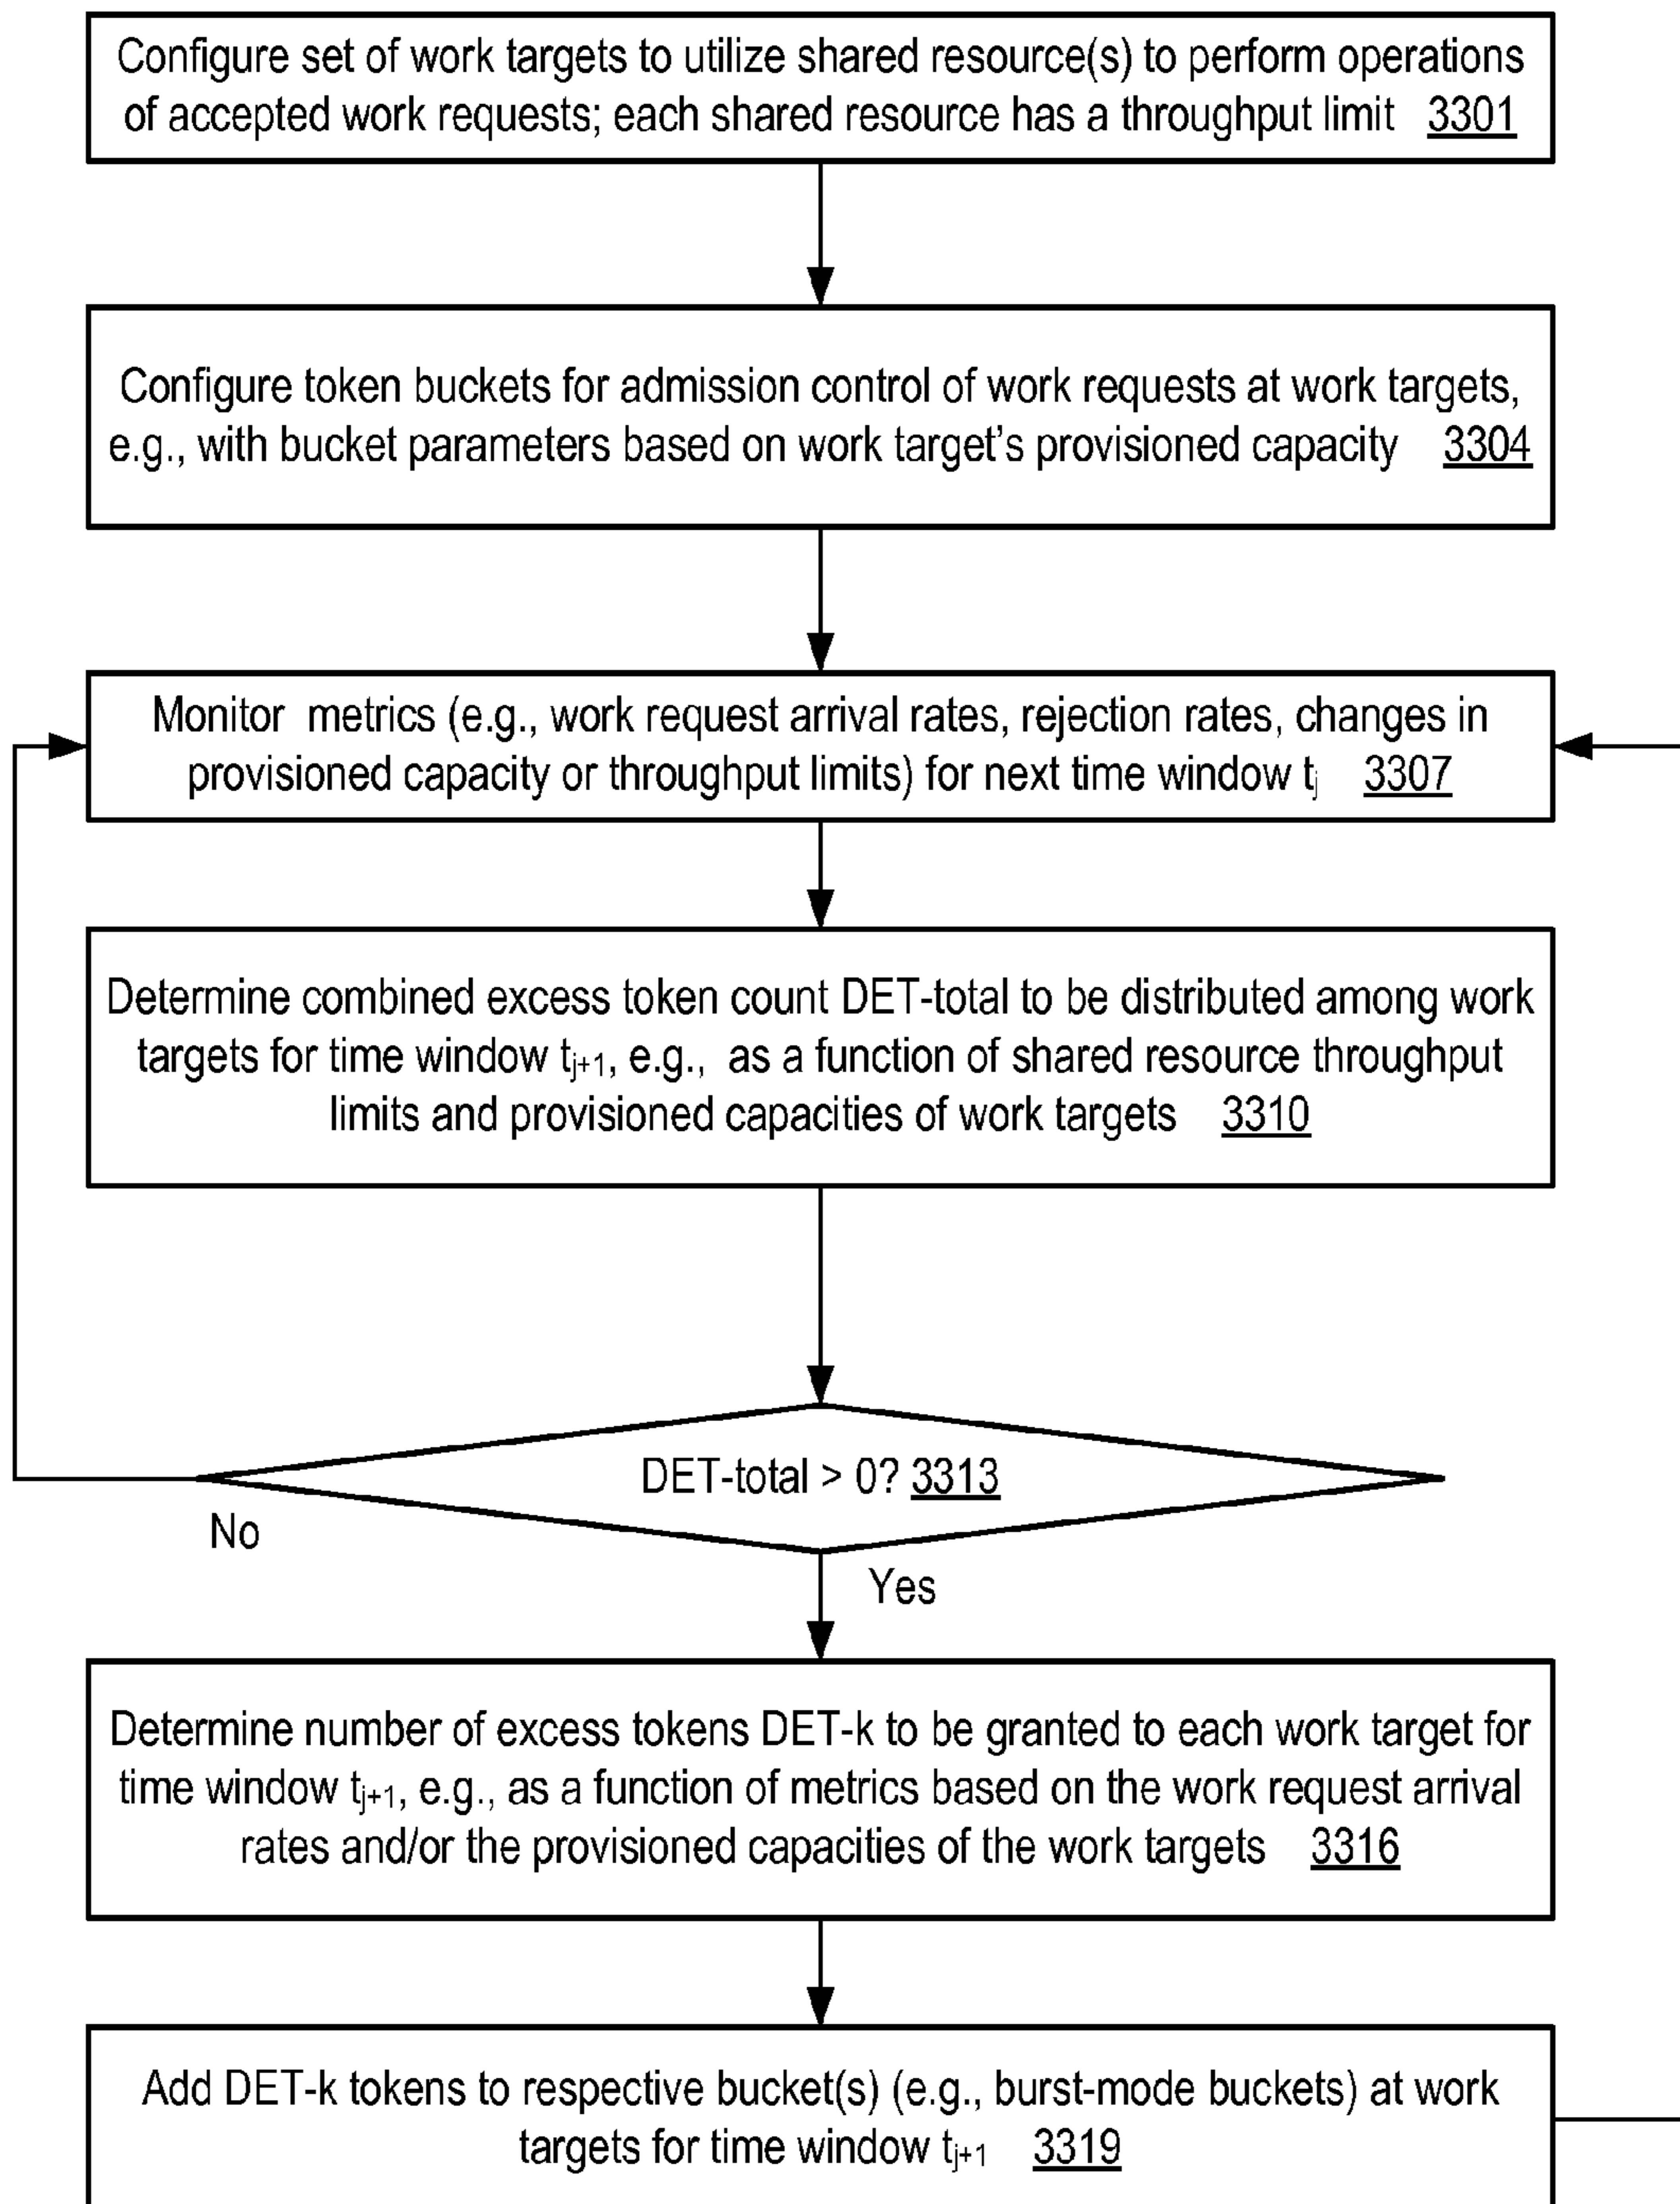 Configure set of work targets to utilize shared resource(s) to perform operations
of accepted work requests; each shared resource has a throughput limit 3301
Configure token buckets for admission control of work requests at work targets,
e.g., with bucket parameters based on work target's provisioned capacity 3304
Monitor metrics (e.g., work request arrival rates, rejection rates, changes in
provisioned capacity or throughput limits) for next time window tj 3307
Determine combined excess token count DET-total to be distributed among work
targets for time window tj+1, e.g., as a function of shared resource throughput
limits and provisioned capacities of work targets 3310
DET-total > 0? 3313
No
Yes
Determine number of excess tokens DET-k to be granted to each work target for
time window tj+1, e.g., as a function of metrics based on the work request arrival
rates and/or the provisioned capacities of the work targets 3316
Add DET-k tokens to respective bucket(s) (e.g., burst-mode buckets) at work
targets for time window tj+1 3319